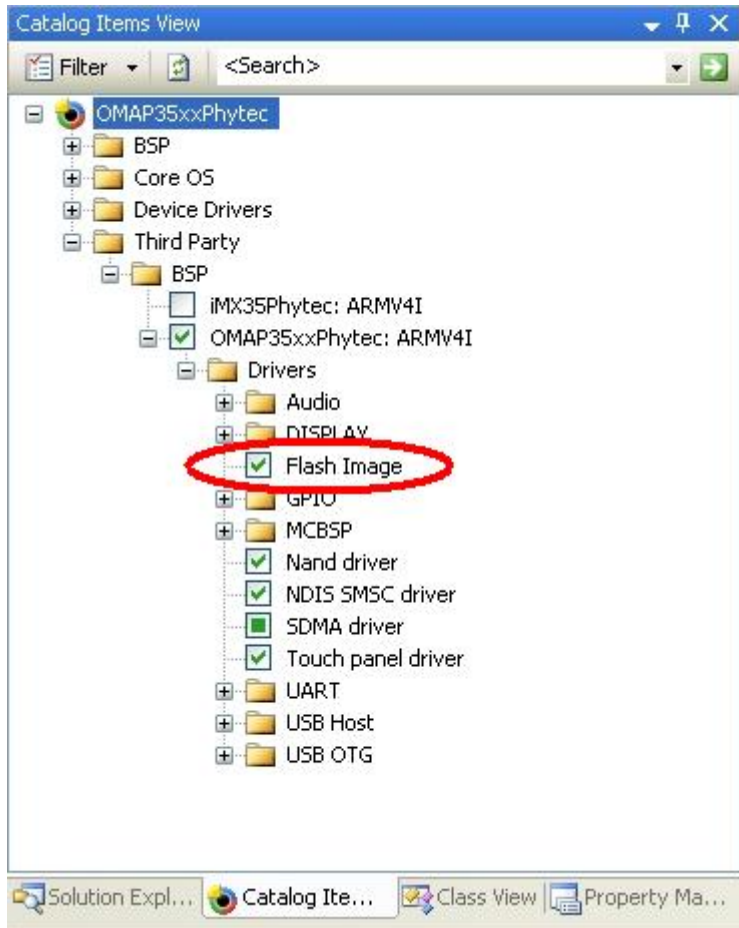 Catalog Items View
Filter <Search>
OMAP35xxPhytec
BSP
Core OS
Device Drivers
Third Party
BSP
iMX35Phytec: ARMV4I
OMAP35xxPhytec: ARMV4I
Drivers
Audio
DISPLAY
Flash Image
GPIO
MCBSP
Nand driver
NDIS SMSC driver
SDMA driver
Touch panel driver
UART
USB Host
USB OTG
Solution Expl... Catalog Ite... Class View Property Ma...